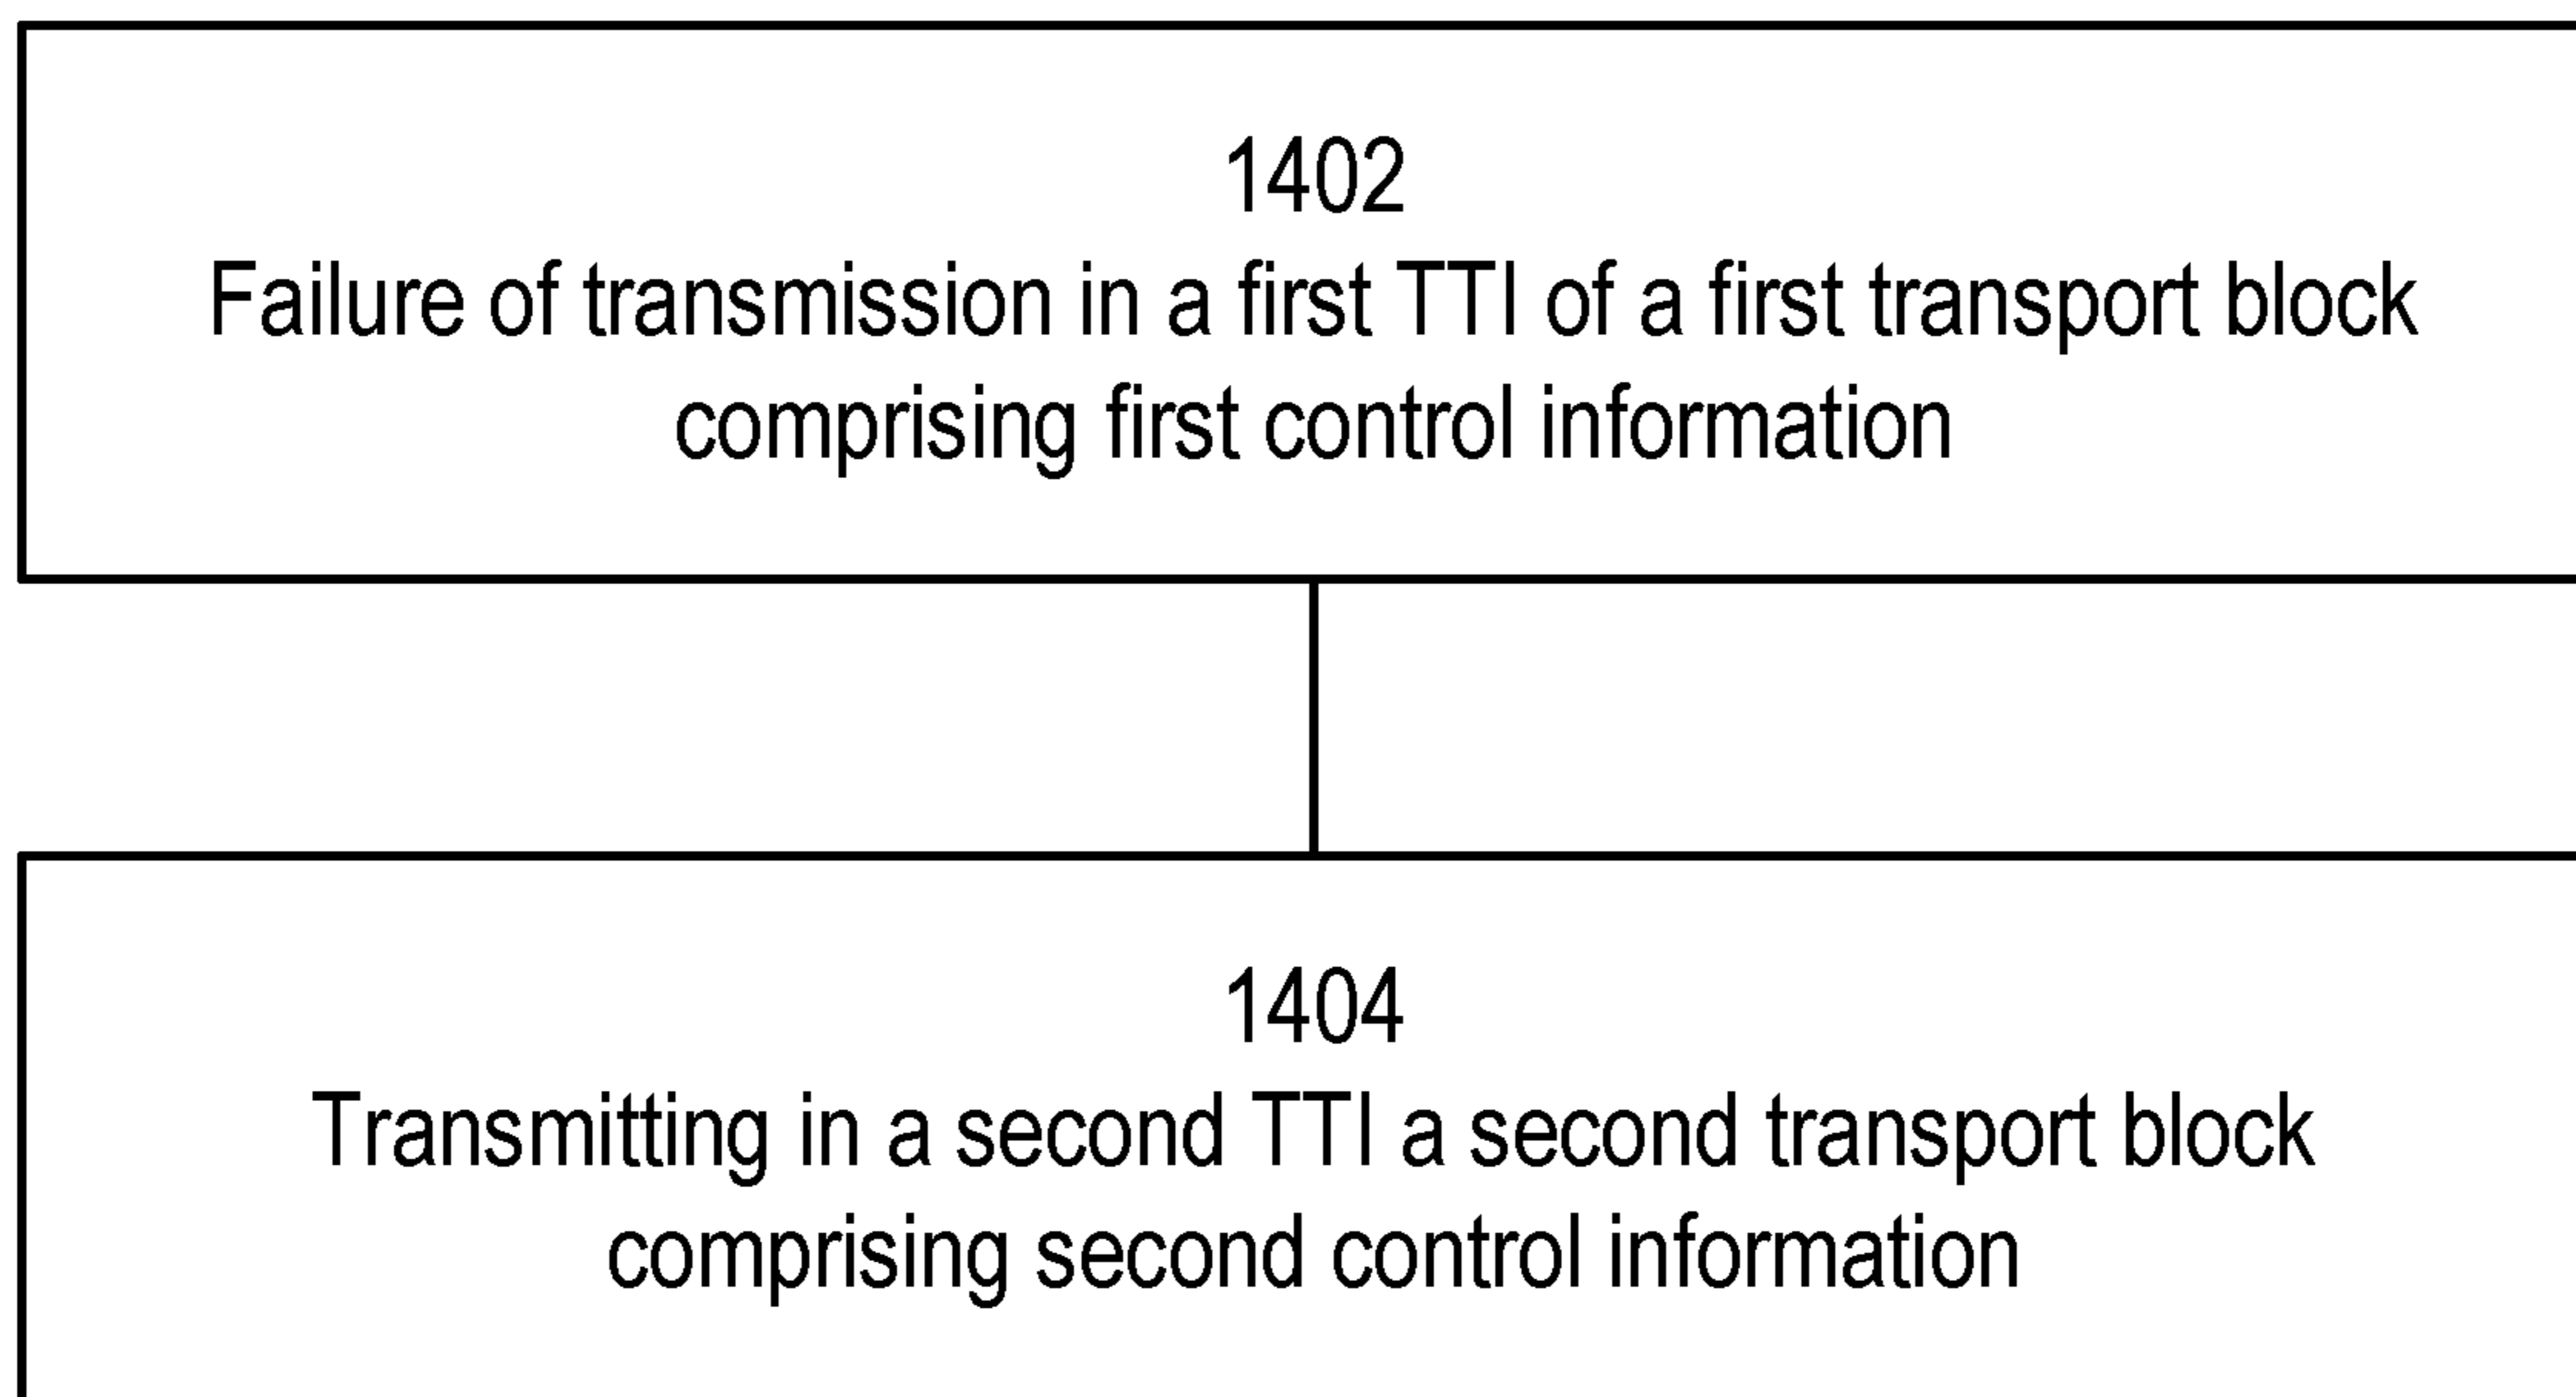 1402
Failure of transmission in a first TTI of a first transport block
comprising first control information
1404
Transmitting in a second TTI a second transport block
comprising second control information